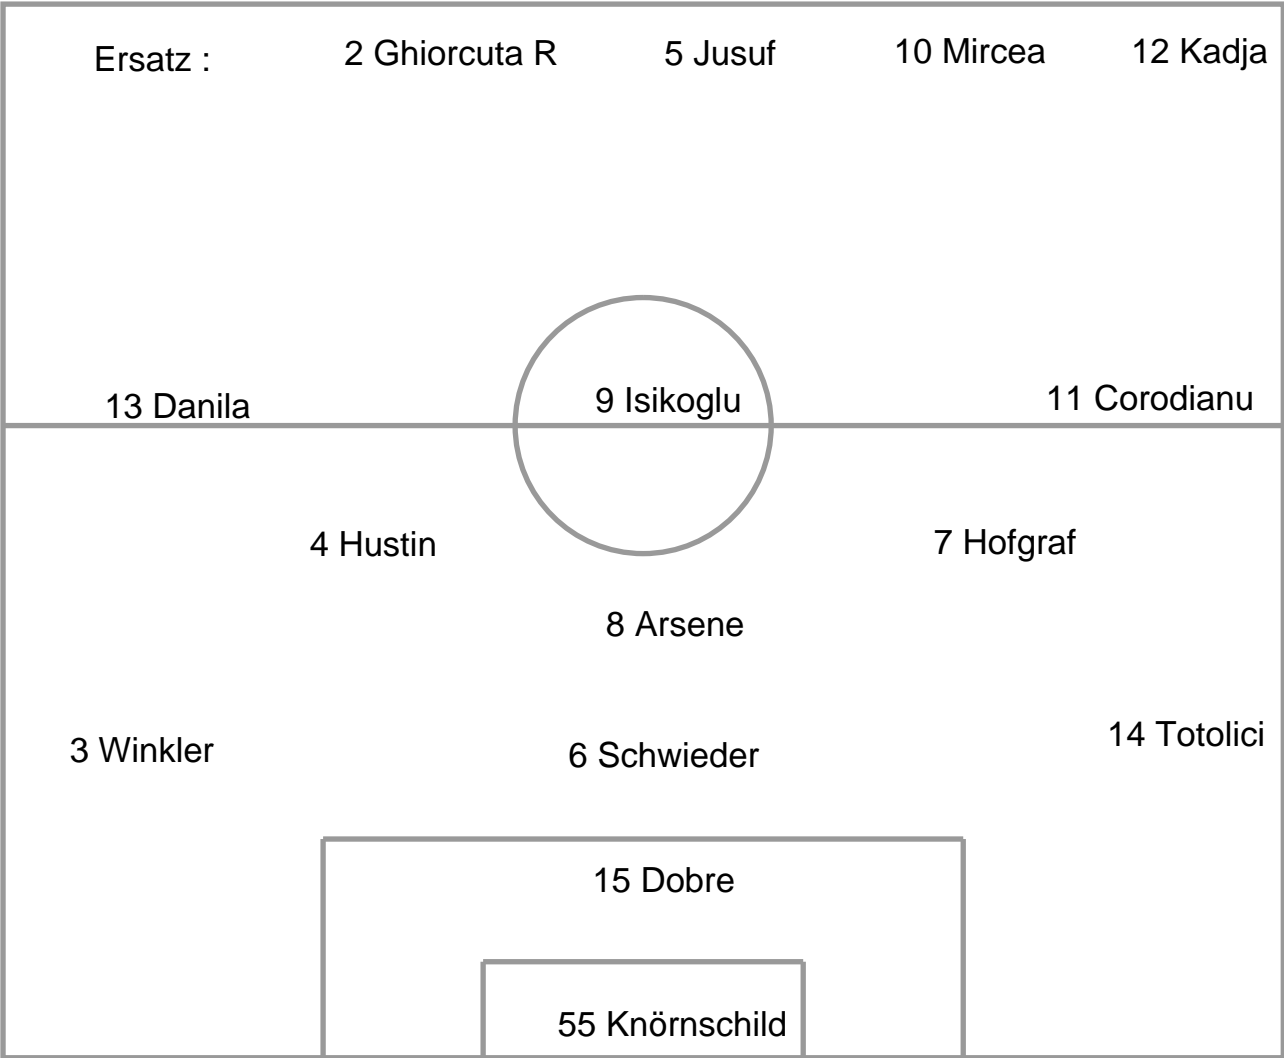 Ersatz : 2 Ghiorcuta R 5 Jusuf 10 Mircea 12 Kadja
13 Danila 9 Isikoglu 11 Corodianu
4 Hustin 7 Hofgraf
8 Arsene
3 Winkler 6 Schwieder 14 Totolici
15 Dobre
55 Knörnschild